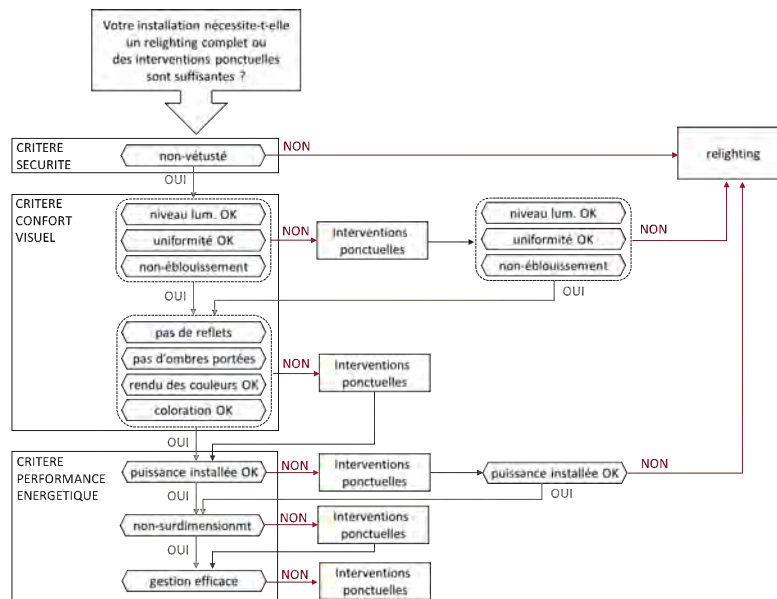 Votre installation nécessite-t-elle
un relighting complet ou
des interventions ponctuelles
sont suffisantes ?
CRITERE
SECURITE
non-vétusté
NON
relighting
OUI
CRITERE
CONFORT
VISUEL
niveau lum. OK
uniformité OK
non-éblouissement
NON
Interventions
ponctuelles
niveau lum. OK
uniformité OK
non-éblouissement
NON
OUI
OUI
pas de reflets
pas d'ombres portées
rendu des couleurs OK
coloration OK
NON
Interventions
ponctuelles
OUI
CRITERE
PERFORMANCE
ENERGETIQUE
puissance installée OK
NON
Interventions
ponctuelles
puissance installée OK
NON
OUI
OUI
non-surdimensionmt
NON
Interventions
ponctuelles
OUI
gestion efficace
NON
Interventions
ponctuelles